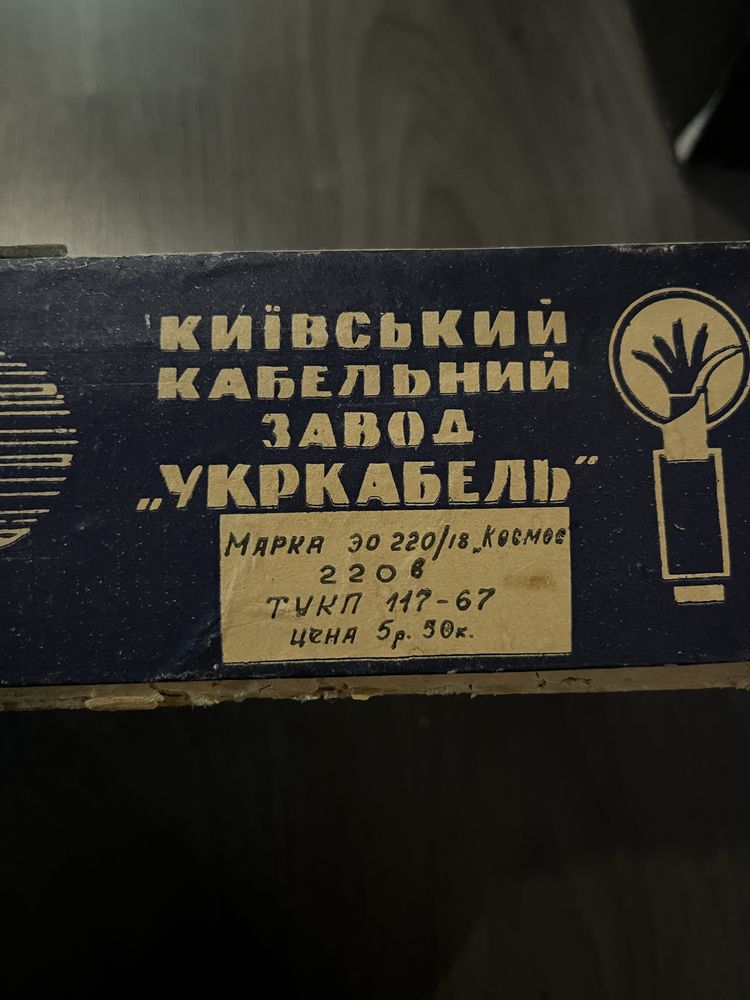 КИЇВСЬКИЙ
КАБЕЛЬНИЙ
ЗАВОД
„УКРКАБЕЛЬ"
МАРКА ЭО 220/18 „КОСМОС
220 В
ТУКП 117-67
ЦЕНА 5р. 50к.